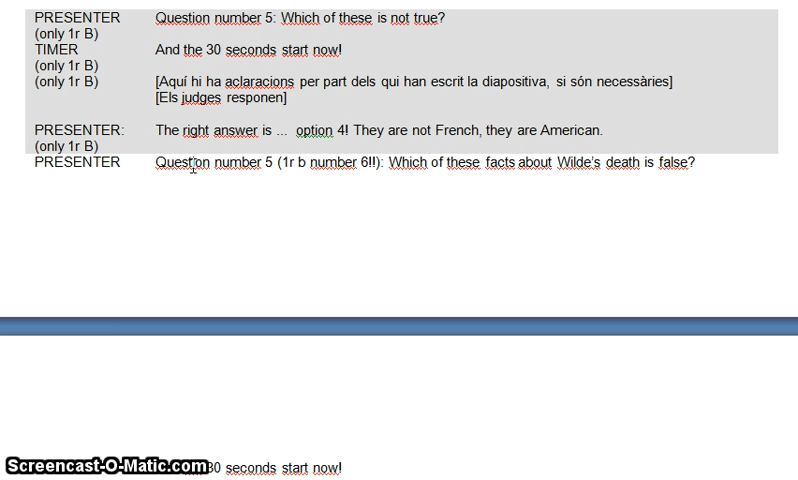 PRESENTER Question number 5: Which of these is not true?
(only 1r B)
TIMER And the 30 seconds start now!
(only 1r B)
(only 1r B) [Aquí hi ha aclaracions per part dels qui han escrit la diapositiva, si són necessàries]
[Els judges responen]
PRESENTER: The right answer is ... option 4! They are not French, they are American.
(only 1r B)
PRESENTER Question number 5 (1r b number 6!!): Which of these facts about Wilde's death is false?
30 seconds start now!
Screencast-O-Matic.com